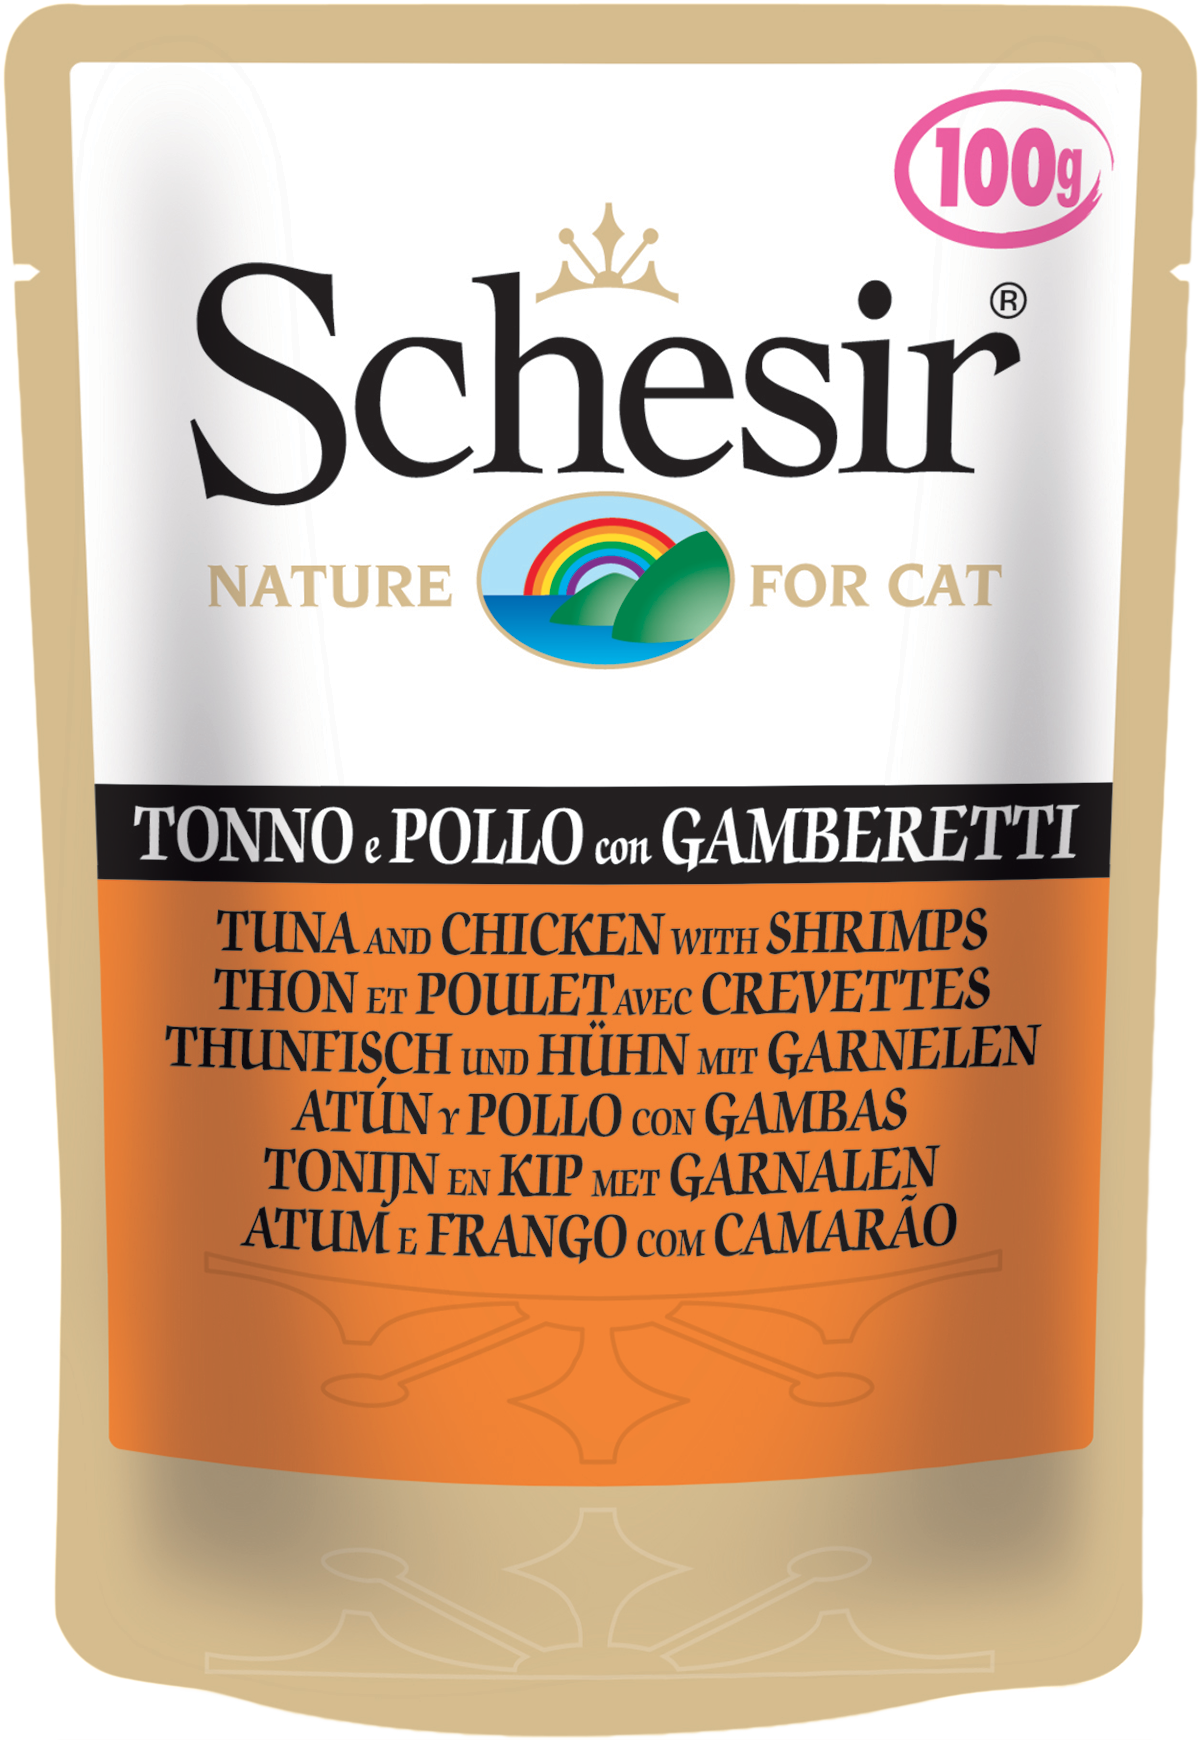 100g
Schesir®
NATURE FOR CAT
TONNO e POLLO con GAMBERETTI
TUNA AND CHICKEN WITH SHRIMPS
THON ET POULET AVEC CREVETTES
THUNFISCH UND HÜHN MIT GARNELEN
ATÚN Y POLLO CON GAMBAS
TONIJN EN KIP MET GARNALEN
ATUM E FRANGO COM CAMARÃO